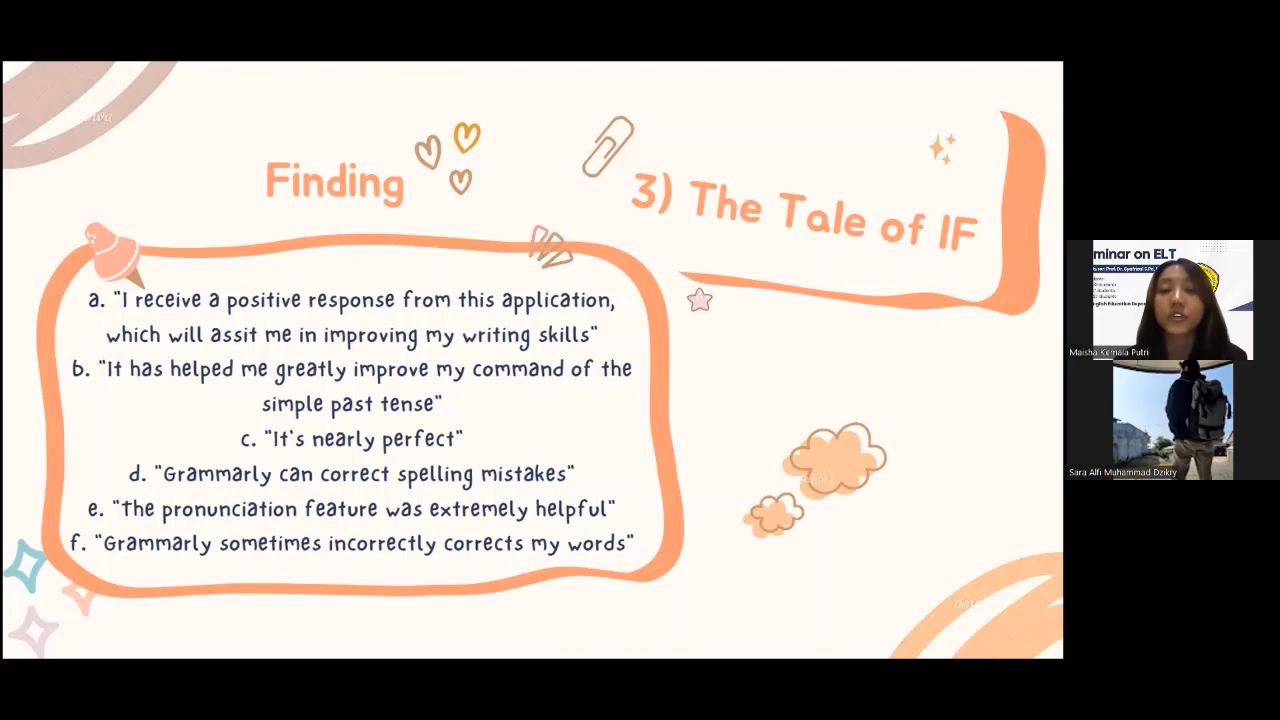 Finding
3) The Tale of IF
a. "I receive a positive response from this application,
which will assit me in improving my writing skills"
b. "It has helped me greatly improve my command of the
simple past tense"
c. "It's nearly perfect"
d. "Grammarly can correct spelling mistakes"
e. "The pronunciation feature was extremely helpful"
f. "Grammarly sometimes incorrectly corrects my words"
minar on ELT
Maisha Kemala Putri
Sara Alfi Muhammad Dzikry